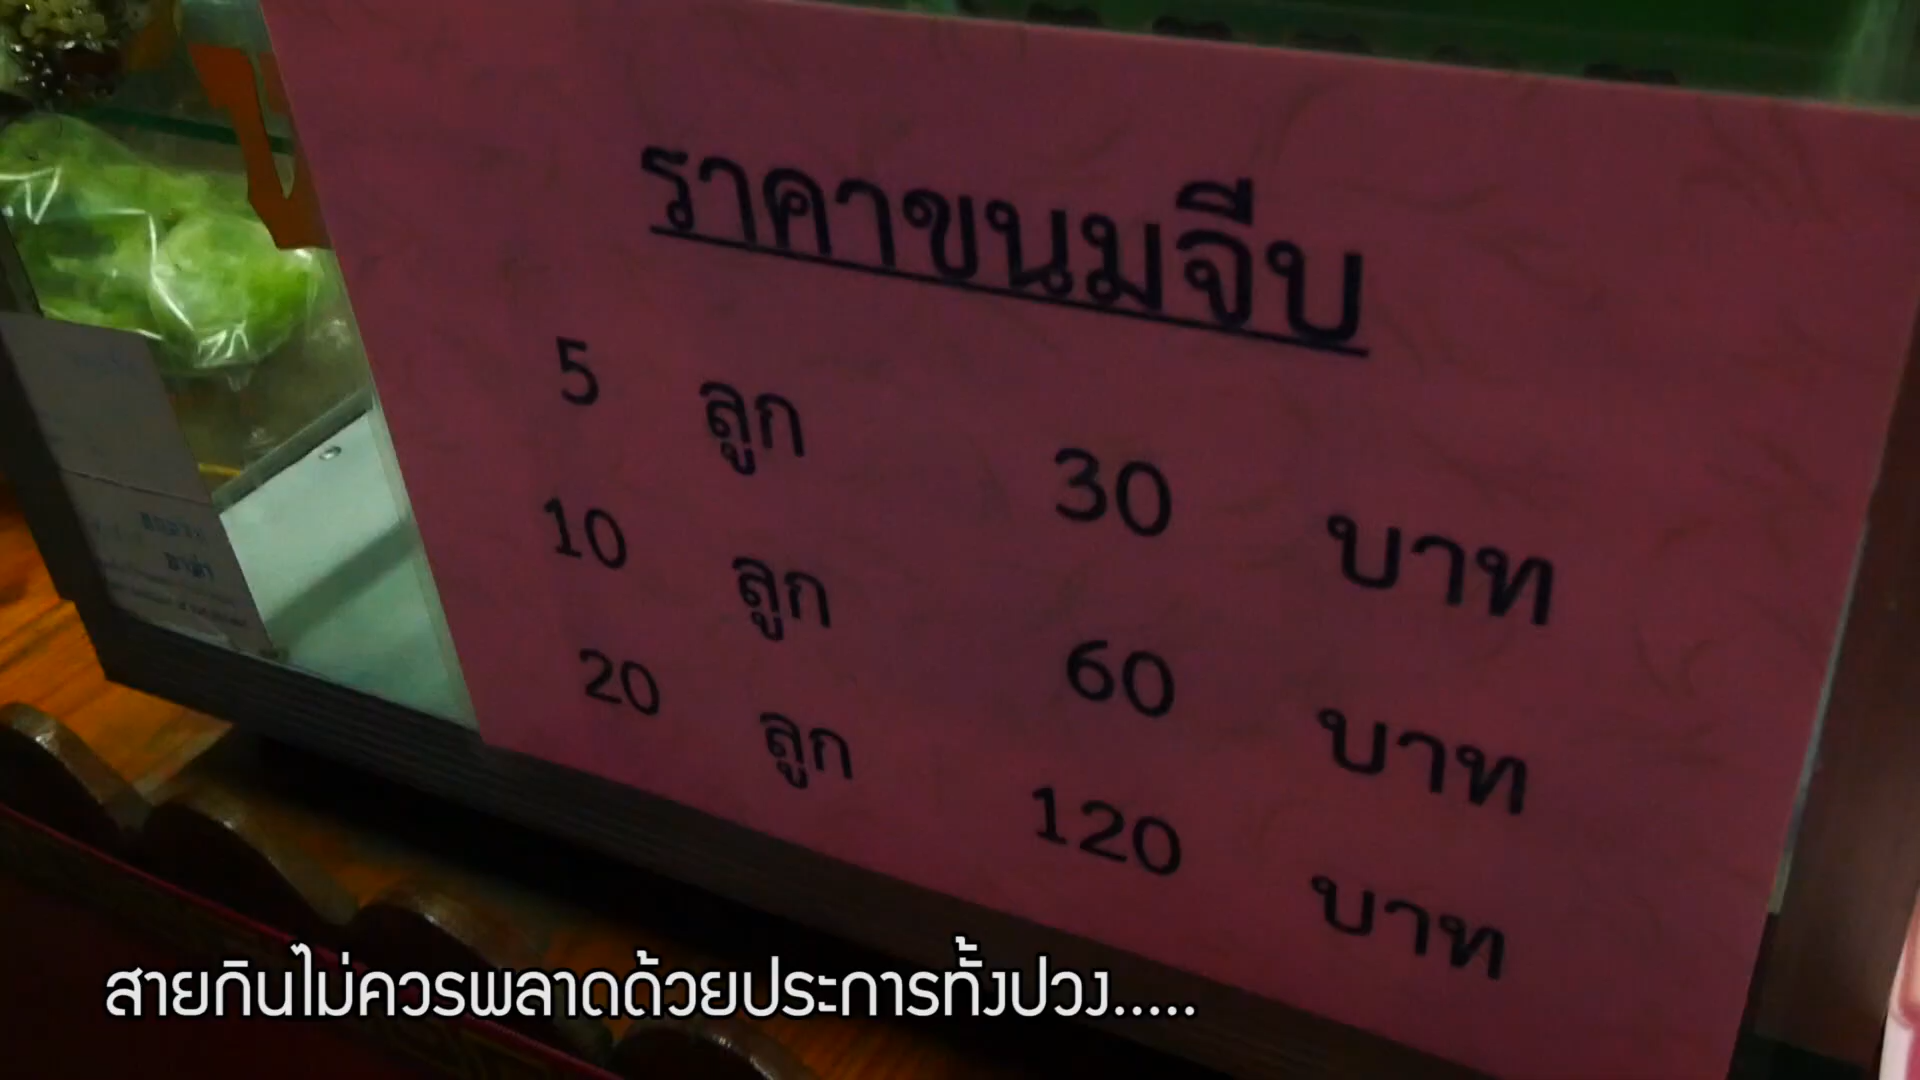 ราคาขนมจีบ
5 ลูก 30 บาท
10 ลูก 60 บาท
20 ลูก 120 บาท
สายกินไม่ควรพลาดด้วยประการทั้งปวง.....